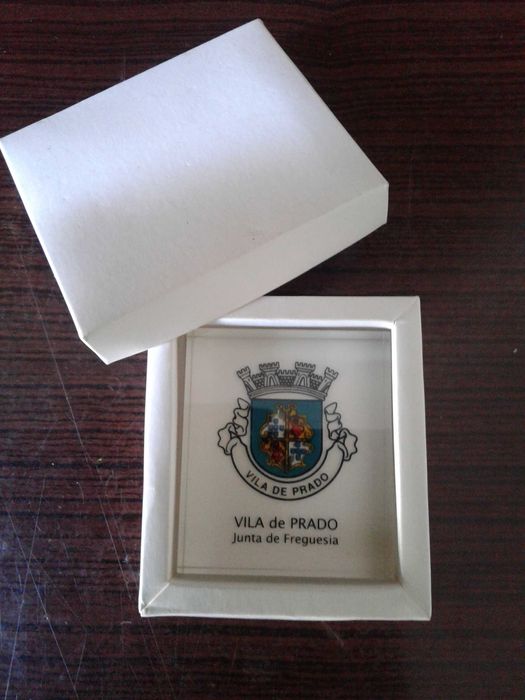 VILA DE PRADO
VILA de PRADO
Junta de Freguesia